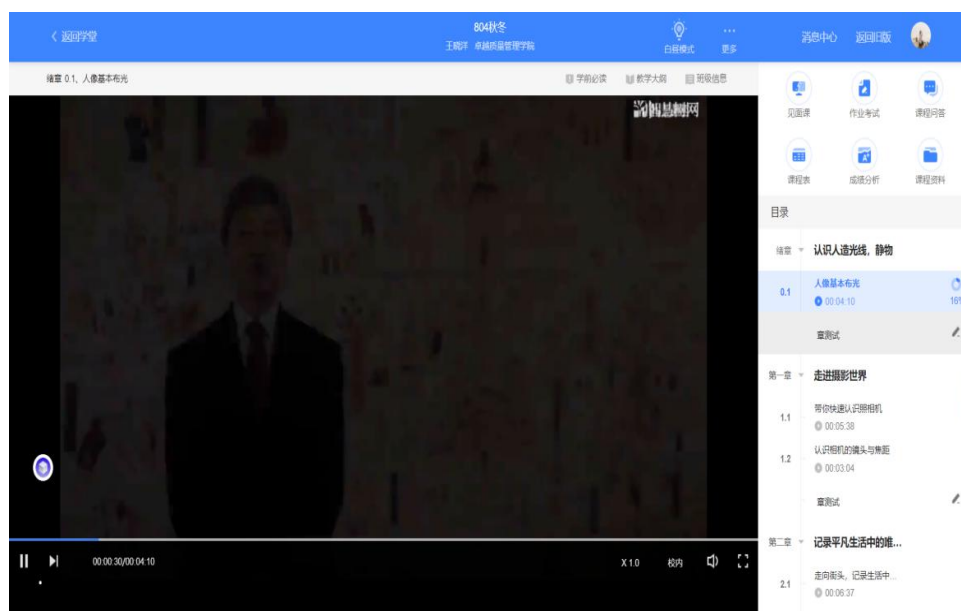 返回学堂
804秋冬
王晓洋 卓越质量管理学院
白昼模式
更多
消息中心
返回旧版
绪章 0.1、人像基本布光
学前必读
教学大纲
班级信息
智慧树网
见面课
作业考试
课程问答
课程表
成绩分析
课程资料
目录
绪章 认识人造光线，静物
0.1 人像基本布光
00:04:10
16%
章测试
第一章 走进摄影世界
1.1 带你快速认识照相机
00:05:38
1.2 认识相机的镜头与焦距
00:03:04
章测试
第二章 记录平凡生活中的唯...
2.1 走向街头，记录生活中...
00:06:37
00:00:30/00:04:10
X 1.0
校内